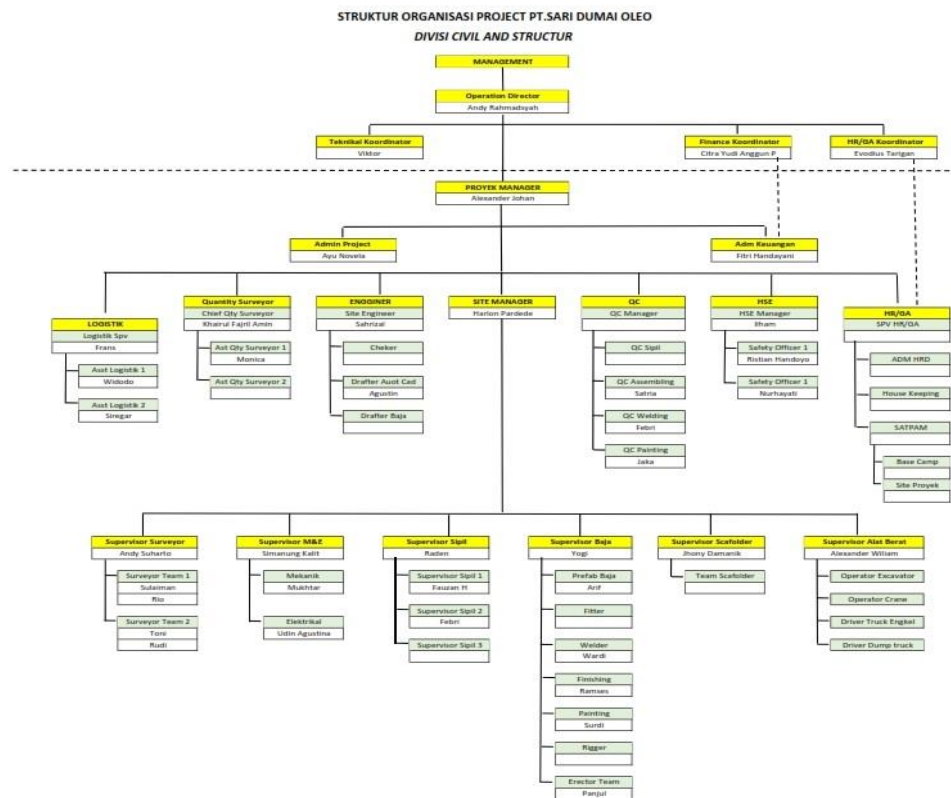 STRUKTUR ORGANISASI PROJECT PT.SARI DUMAI OLEO
DIVISI CIVIL AND STRUCTUR
MANAGEMENT
Operation Director
Andy Rahmadsyah
Teknikal Koordinator
Viktor
Finance Koordinator
Citra Yudi Anggun P
HR/GA Koordinator
Evodius Tarigan
PROYEK MANAGER
Alexander Johan
Admin Project
Ayu Novela
Adm Keuangan
Fitri Handayani
LOGISTIK
Logistik Spv
Frans
Asst Logistik 1
Widodo
Asst Logistik 2
Siregar
Quantity Surveyor
Chief Qty Surveyor
Khairul Fajril Amin
Ast Qty Surveyor 1
Monica
Ast Qty Surveyor 2
ENGGINER
Site Engineer
Sahrizal
Cheker
Drafter Auot Cad
Agustin
Drafter Baja
SITE MANAGER
Harlon Pardede
QC
QC Manager
QC Sipil
QC Assembling
Satria
QC Welding
Febri
QC Painting
Jaka
HSE
HSE Manager
Ilham
Safety Officer 1
Ristian Handoyo
Safety Officer 1
Nurhayati
HR/GA
SPV HR/GA
ADM HRD
House Keeping
SATPAM
Base Camp
Site Proyek
Supervisor Surveyor
Andy Suharto
Surveyor Team 1
Sulaiman
Rio
Surveyor Team 2
Toni
Rudi
Supervisor M&E
Simanung Kalit
Mekanik
Mukhtar
Elektrikal
Udin Agustina
Supervisor Sipil
Raden
Supervisor Sipil 1
Fauzan H
Supervisor Sipil 2
Febri
Supervisor Sipil 3
Supervisor Baja
Yogi
Prefab Baja
Arif
Fitter
Welder
Wardi
Finishing
Ramses
Painting
Surdi
Rigger
Erector Team
Panjul
Supervisor Scafolder
Jhony Damanik
Team Scafolder
Supervisor Alat Berat
Alexander Wiliam
Operator Excavator
Operator Crane
Driver Truck Engkel
Driver Dump truck